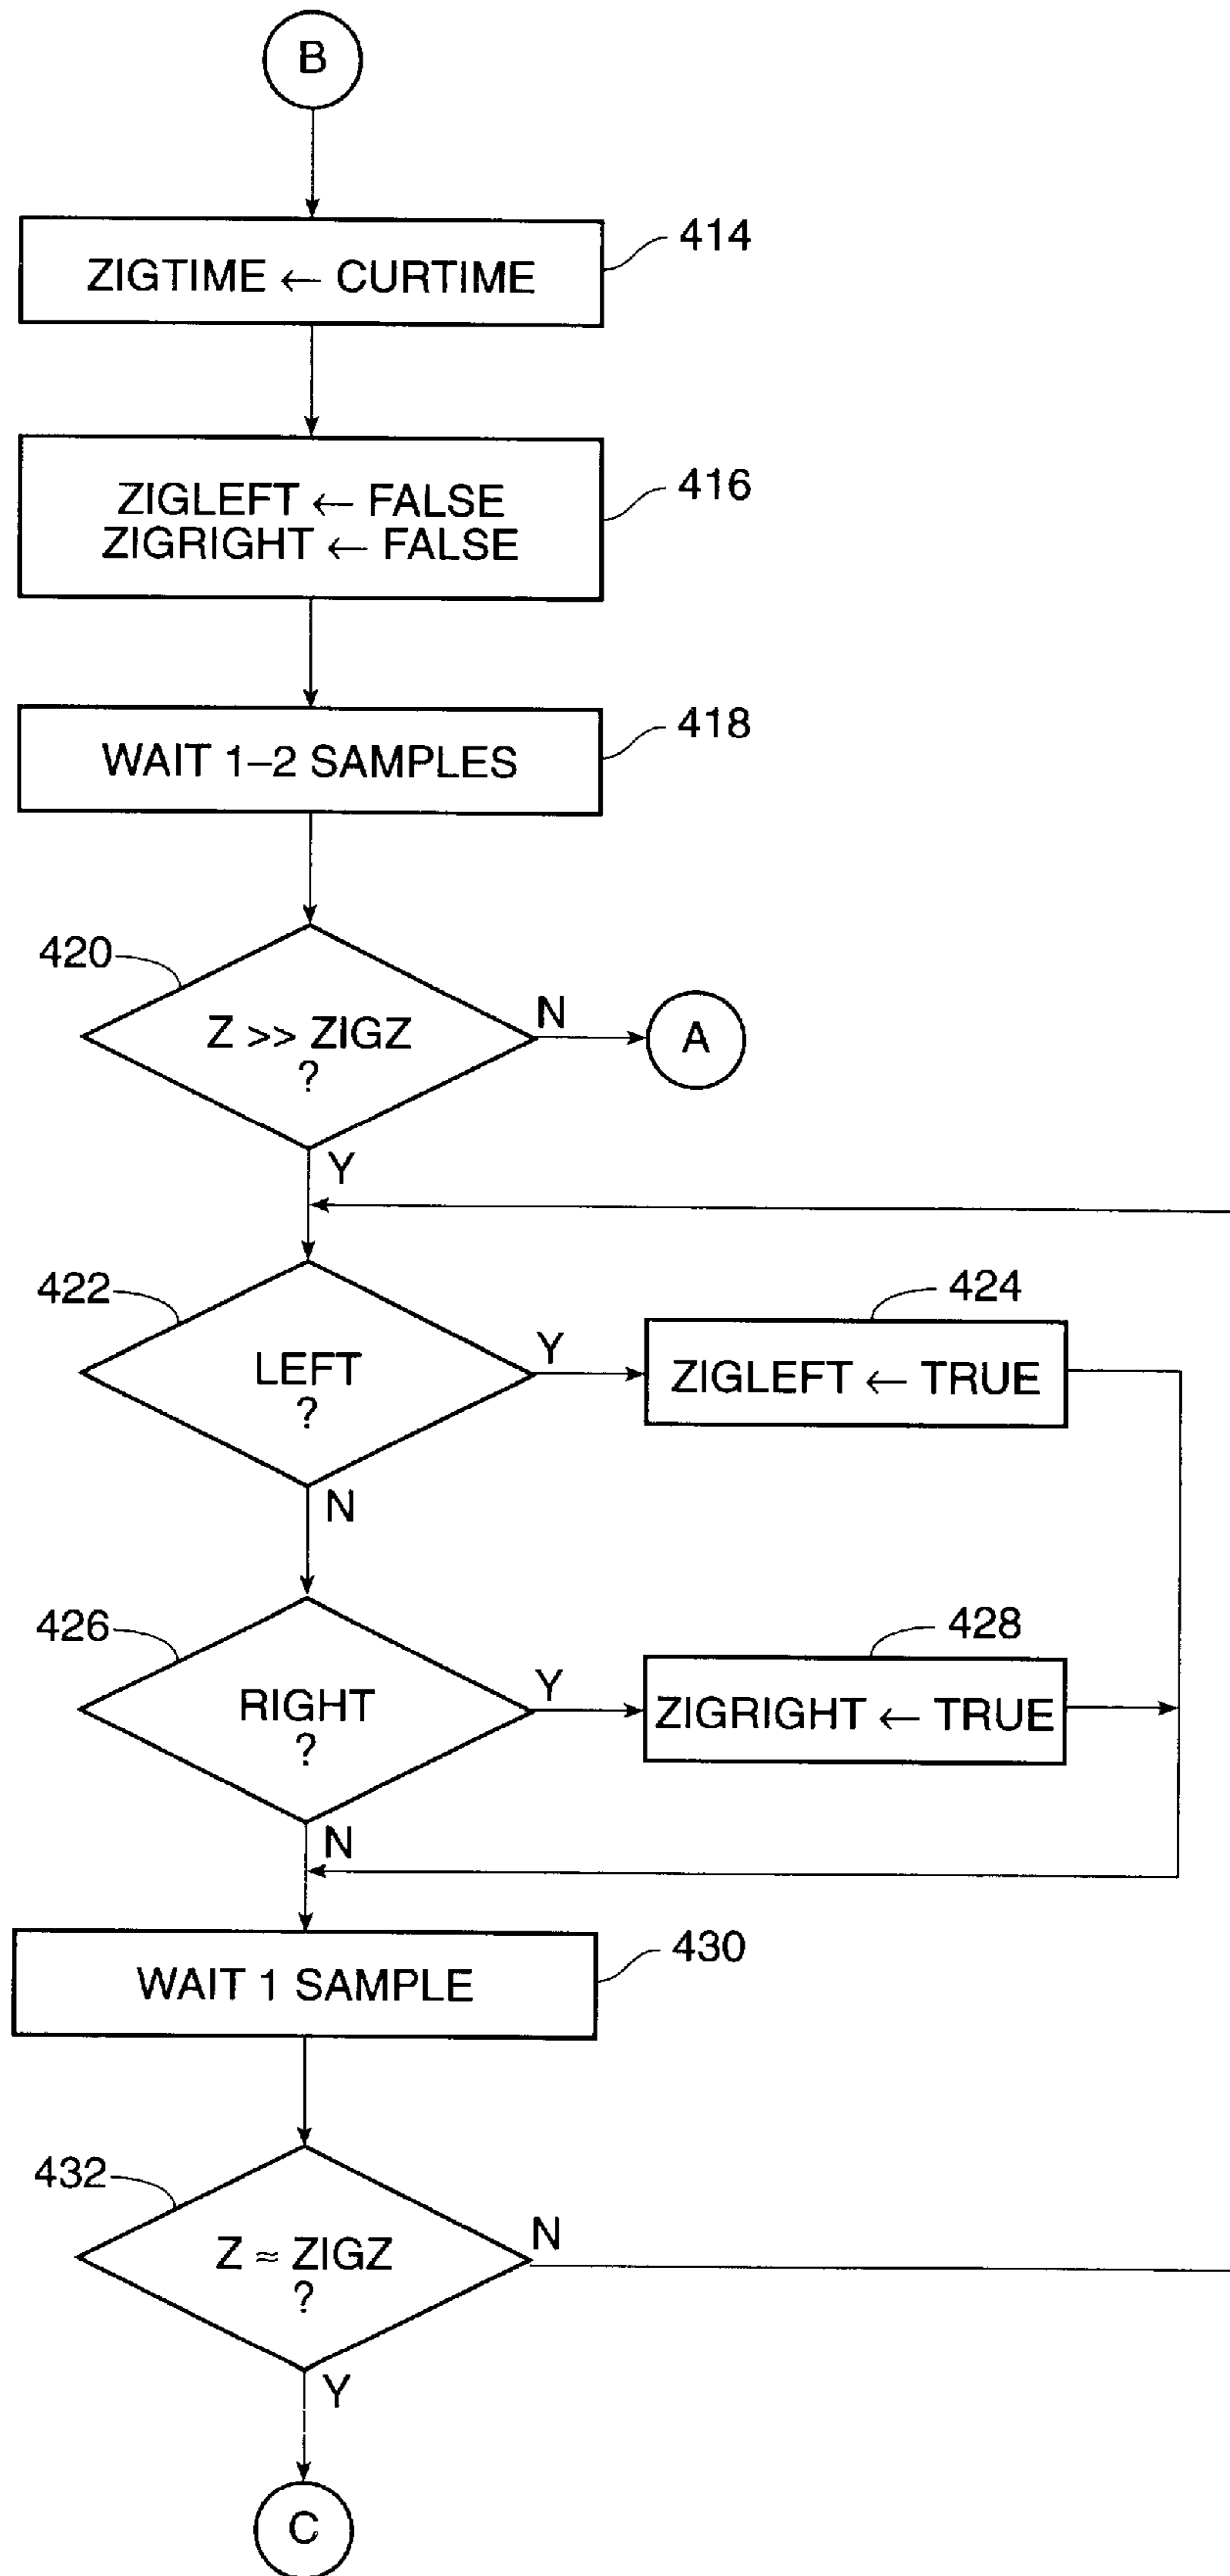 B
ZIGTIME ← CURTIME
414
ZIGLEFT ← FALSE
ZIGRIGHT ← FALSE
416
WAIT 1–2 SAMPLES
418
420
Z >> ZIGZ
?
N
A
Y
422
LEFT
?
Y
424
ZIGLEFT ← TRUE
N
426
RIGHT
?
Y
428
ZIGRIGHT ← TRUE
N
WAIT 1 SAMPLE
430
432
Z ≈ ZIGZ
?
N
Y
C